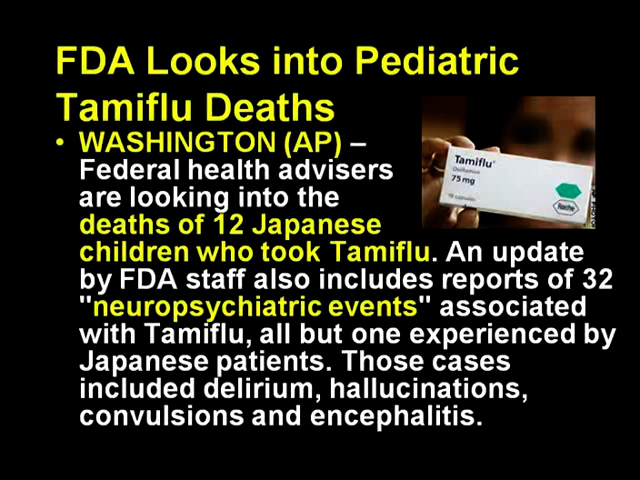 FDA Looks into Pediatric
Tamiflu Deaths
• WASHINGTON (AP) –
Federal health advisers
are looking into the
deaths of 12 Japanese
children who took Tamiflu. An update
by FDA staff also includes reports of 32
"neuropsychiatric events" associated
with Tamiflu, all but one experienced by
Japanese patients. Those cases
included delirium, hallucinations,
convulsions and encephalitis.
Tamiflu
75 mg
Roche